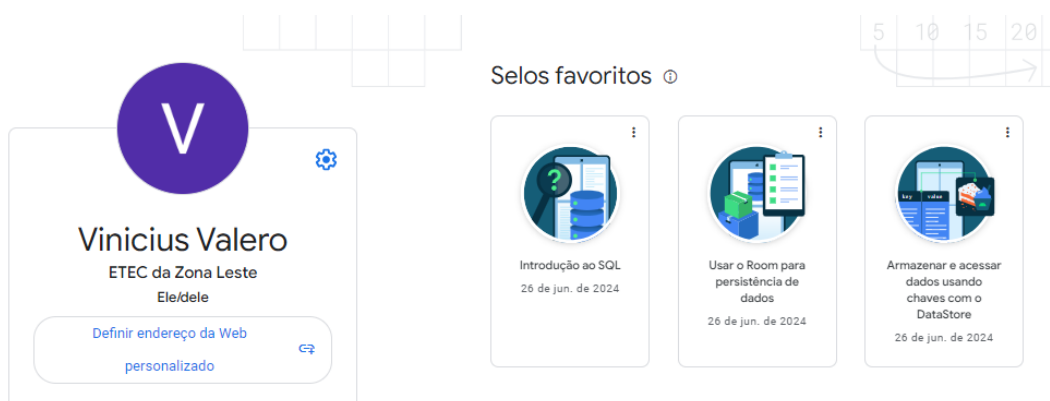 V
Vinicius Valero
ETEC da Zona Leste
Ele/dele
Definir endereço da Web
personalizado
5 10 15 20
Selos favoritos
?
Introdução ao SQL
26 de jun. de 2024
Usar o Room para
persistência de
dados
26 de jun. de 2024
key value
Armazenar e acessar
dados usando
chaves com o
DataStore
26 de jun. de 2024